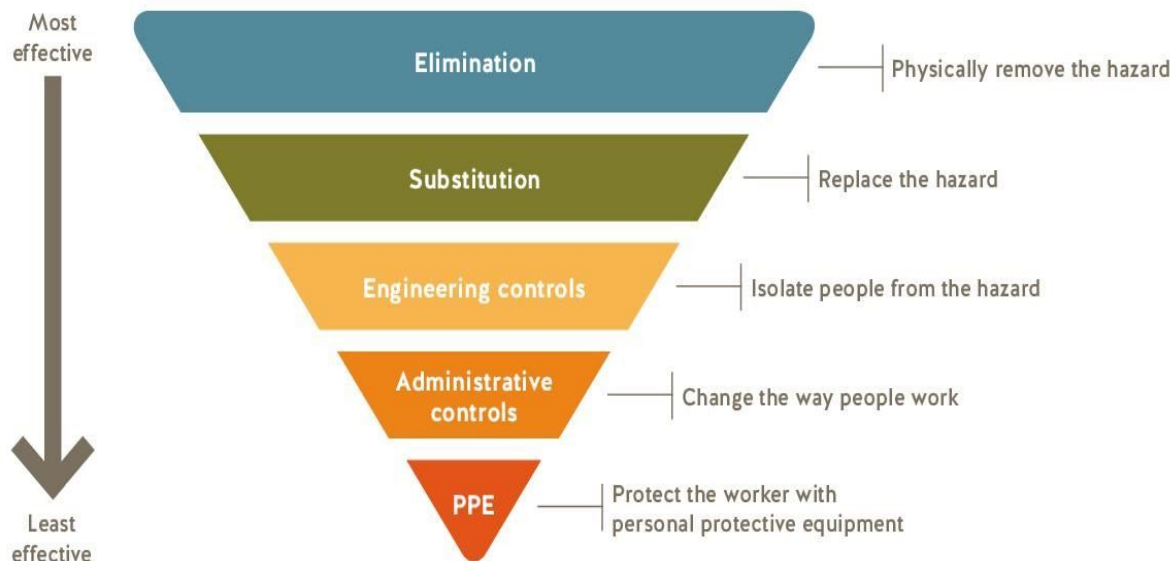 Most
effective
Elimination
Physically remove the hazard
Substitution
Replace the hazard
Engineering controls
Isolate people from the hazard
Administrative
controls
Change the way people work
PPE
Protect the worker with
personal protective equipment
Least
effective